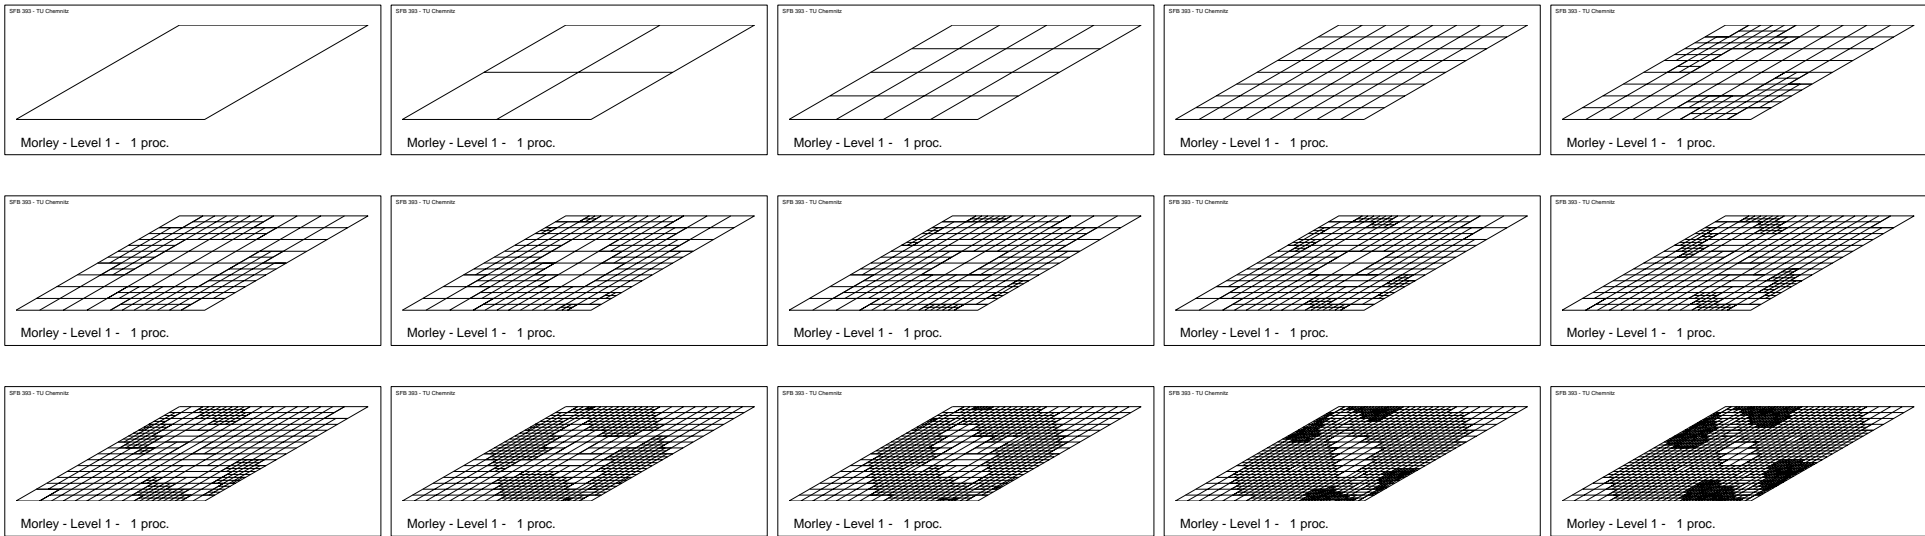 SFB 393 - TU Chemnitz
Morley - Level 1 - 1 proc.
SFB 393 - TU Chemnitz
Morley - Level 1 - 1 proc.
SFB 393 - TU Chemnitz
Morley - Level 1 - 1 proc.
SFB 393 - TU Chemnitz
Morley - Level 1 - 1 proc.
SFB 393 - TU Chemnitz
Morley - Level 1 - 1 proc.
SFB 393 - TU Chemnitz
Morley - Level 1 - 1 proc.
SFB 393 - TU Chemnitz
Morley - Level 1 - 1 proc.
SFB 393 - TU Chemnitz
Morley - Level 1 - 1 proc.
SFB 393 - TU Chemnitz
Morley - Level 1 - 1 proc.
SFB 393 - TU Chemnitz
Morley - Level 1 - 1 proc.
SFB 393 - TU Chemnitz
Morley - Level 1 - 1 proc.
SFB 393 - TU Chemnitz
Morley - Level 1 - 1 proc.
SFB 393 - TU Chemnitz
Morley - Level 1 - 1 proc.
SFB 393 - TU Chemnitz
Morley - Level 1 - 1 proc.
SFB 393 - TU Chemnitz
Morley - Level 1 - 1 proc.